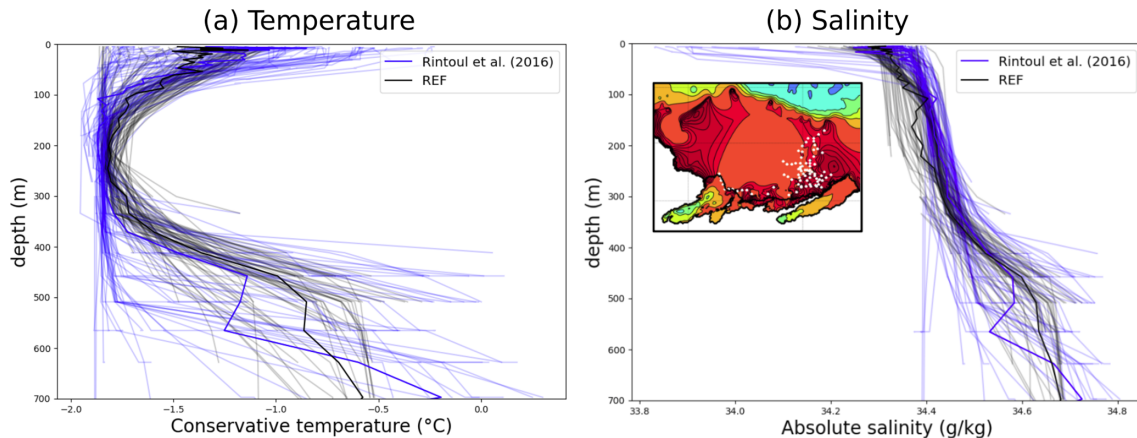 (a) Temperature
0
100
200
300
400
500
600
700
depth (m)
Rintoul et al. (2016)
REF
−2.0 −1.5 −1.0 −0.5 0.0
Conservative temperature (°C)
(b) Salinity
0
100
200
300
400
500
600
700
depth (m)
Rintoul et al. (2016)
REF
33.8 34.0 34.2 34.4 34.6 34.8
Absolute salinity (g/kg)